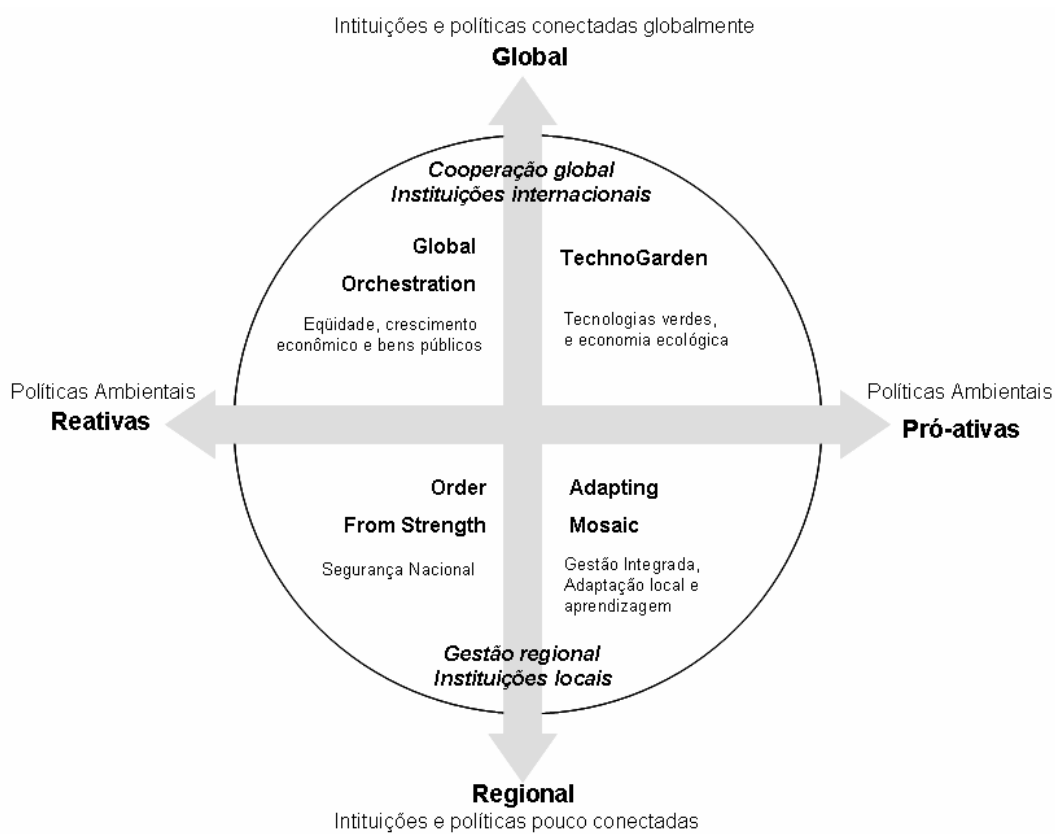 Intituições e políticas conectadas globalmente
Global
Cooperação global
Instituições internacionais
Global
Orchestration
Eqüidade, crescimento
econômico e bens públicos
TechnoGarden
Tecnologias verdes,
e economia ecológica
Políticas Ambientais
Reativas
Políticas Ambientais
Pró-ativas
Order
From Strength
Segurança Nacional
Adapting
Mosaic
Gestão Integrada,
Adaptação local e
aprendizagem
Gestão regional
Instituições locais
Regional
Intituições e políticas pouco conectadas